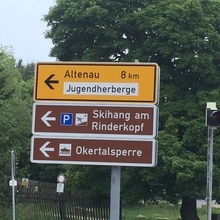 Altenau 8 km
Jugendherberge
P Skihang am
Rinderkopf
Okertalsperre